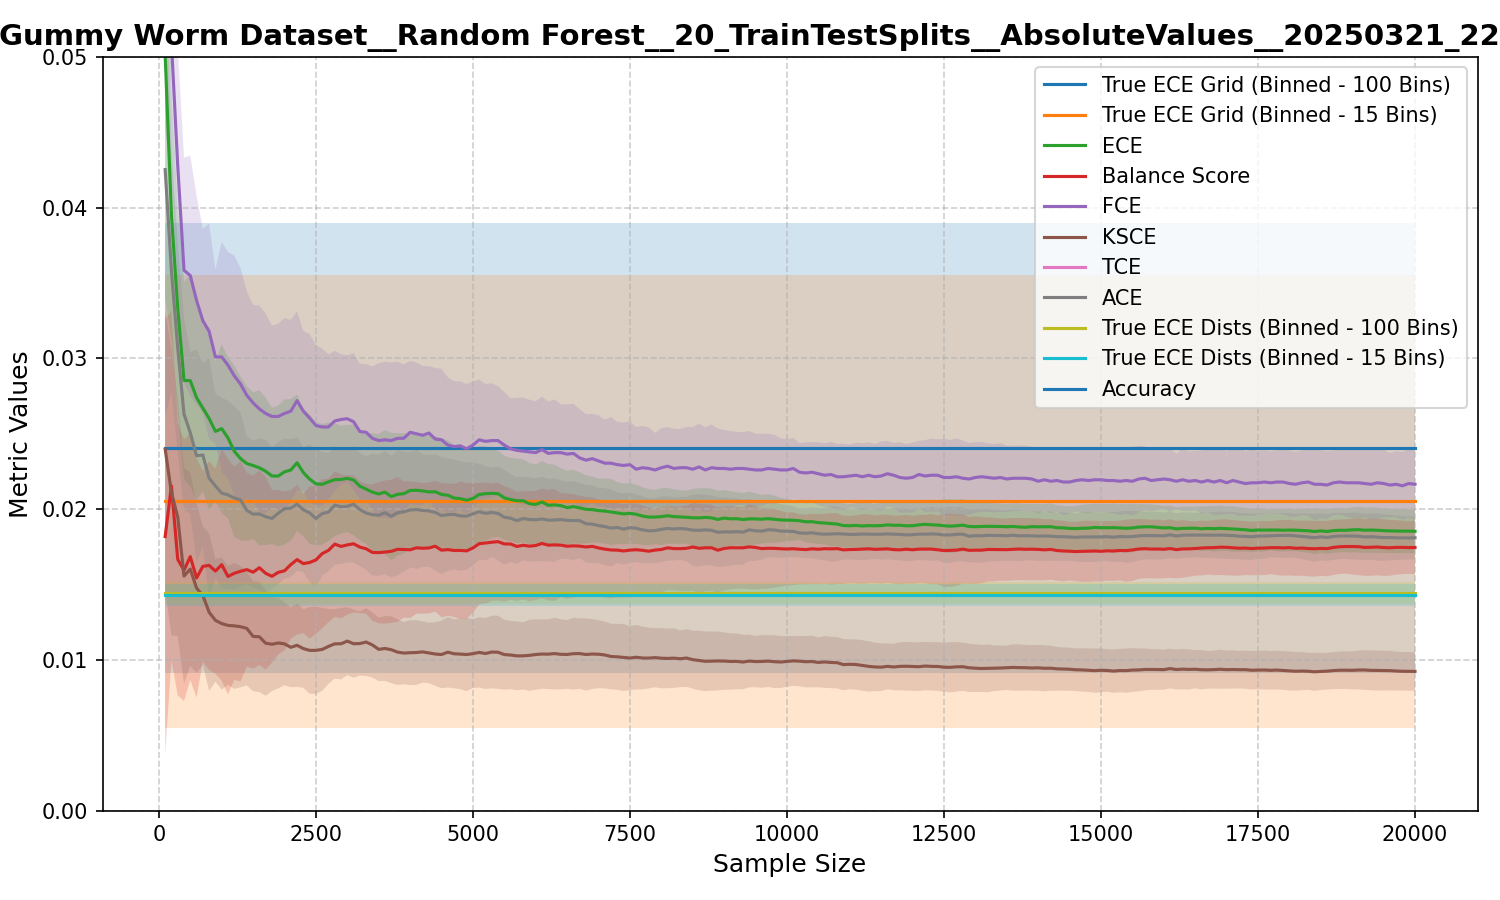 Gummy Worm Dataset__Random Forest__20_TrainTestSplits__AbsoluteValues__20250321_22
0.05
0.04
0.03
0.02
0.01
0.00
Metric Values
0
2500
5000
7500
10000
12500
15000
17500
20000
Sample Size
True ECE Grid (Binned - 100 Bins)
True ECE Grid (Binned - 15 Bins)
ECE
Balance Score
FCE
KSCE
TCE
ACE
True ECE Dists (Binned - 100 Bins)
True ECE Dists (Binned - 15 Bins)
Accuracy